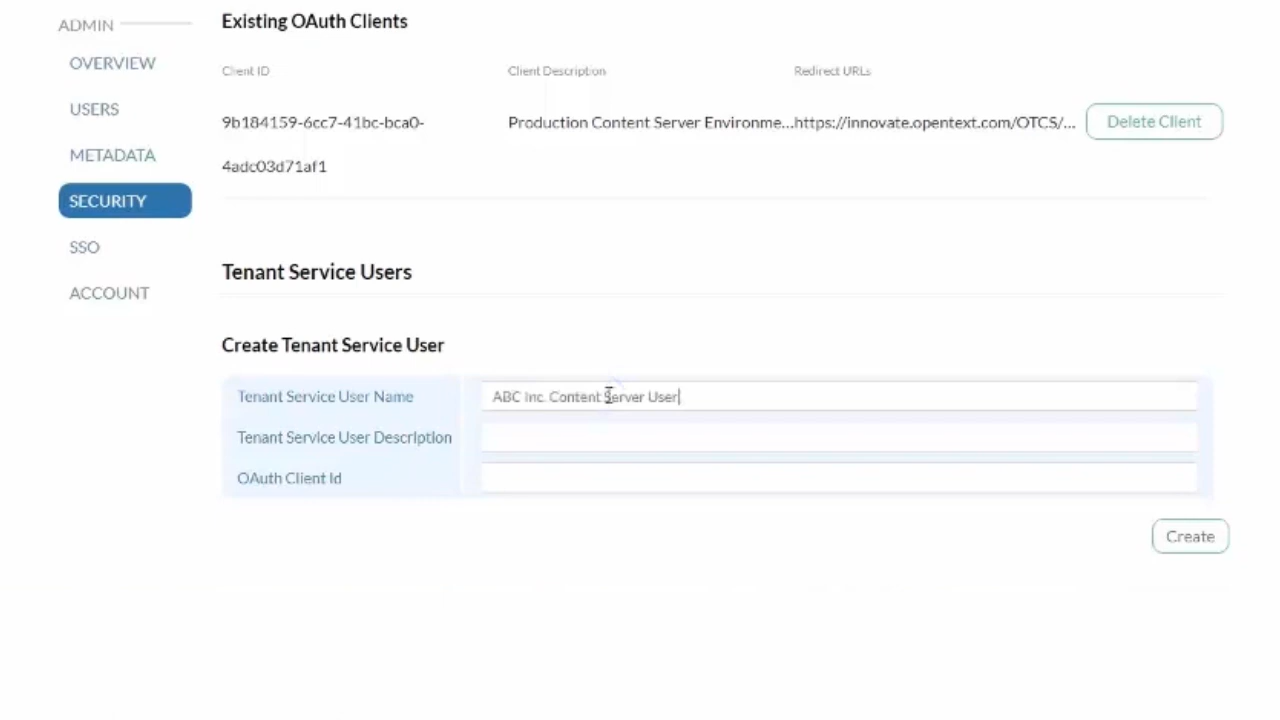 ADMIN
OVERVIEW
USERS
METADATA
SECURITY
SSO
ACCOUNT
Existing OAuth Clients
Client ID Client Description Redirect URLs
9b184159-6cc7-41bc-bca0- Production Content Server Environme... https://innovate.opentext.com/OTCS/... Delete Client
4adc03d71af1
Tenant Service Users
Create Tenant Service User
Tenant Service User Name ABC Inc. Content Server User
Tenant Service User Description
OAuth Client Id
Create